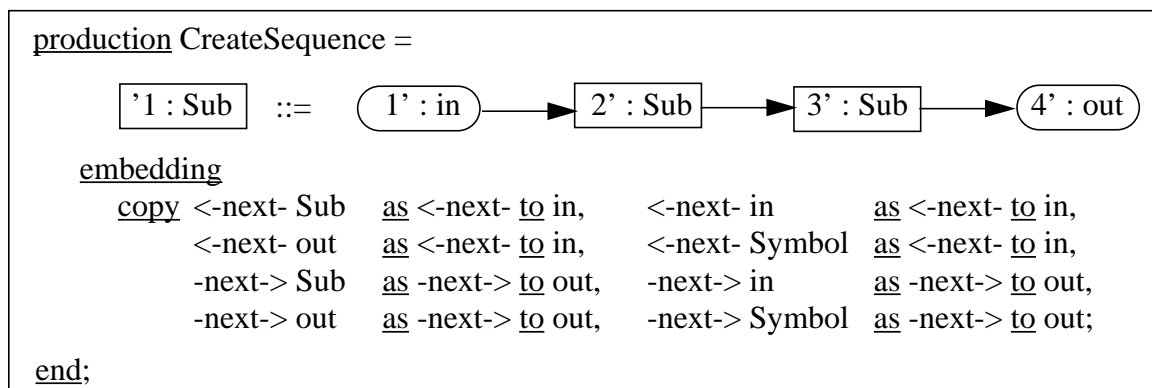 production CreateSequence =
'1 : Sub ::= 1' : in 2' : Sub 3' : Sub 4' : out
embedding
copy <-next- Sub as <-next- to in, <-next- in as <-next- to in,
<-next- out as <-next- to in, <-next- Symbol as <-next- to in,
-next-> Sub as -next-> to out, -next-> in as -next-> to out,
-next-> out as -next-> to out, -next-> Symbol as -next-> to out;
end;